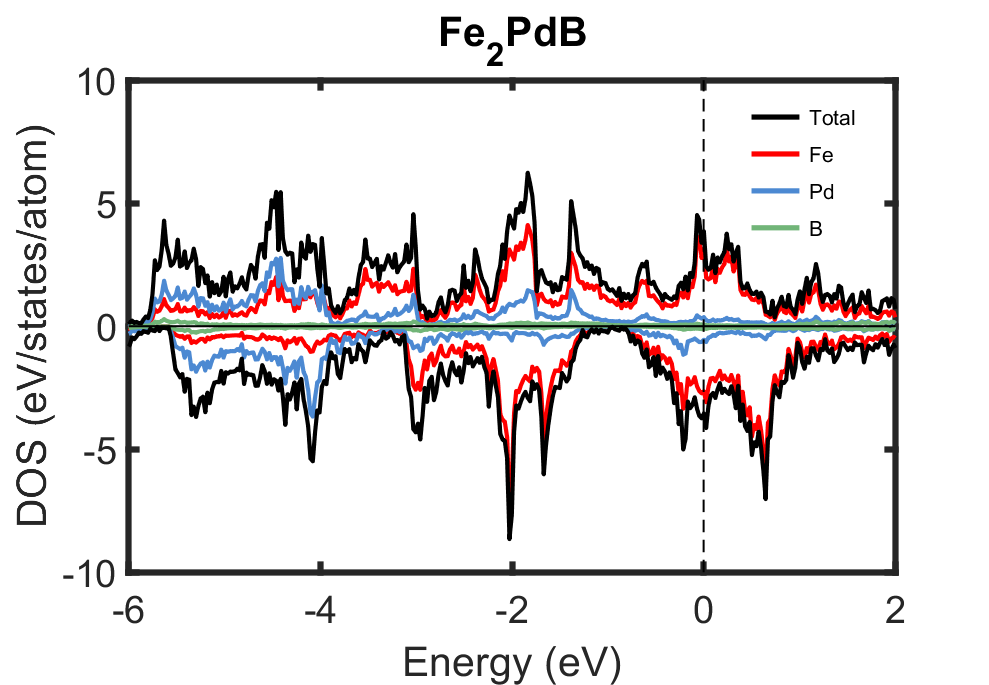 Fe2PdB
DOS (eV/states/atom)
10
5
0
-5
-10
Total
Fe
Pd
B
-6 -4 -2 0 2
Energy (eV)